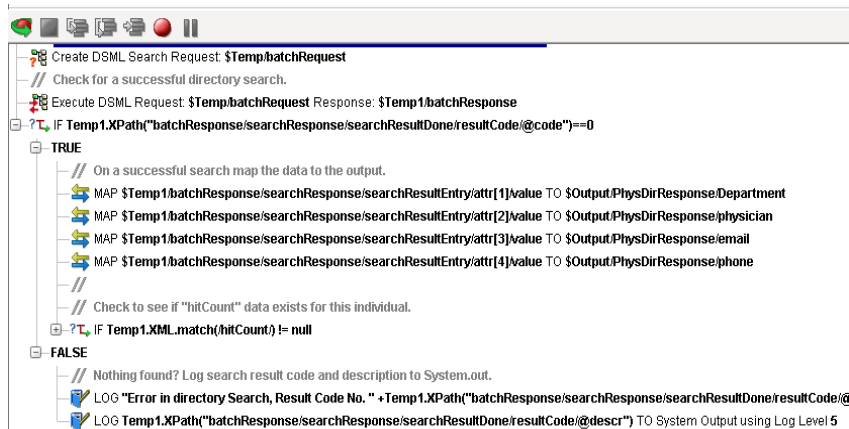 Create DSML Search Request: $Temp/batchRequest
// Check for a successful directory search.
Execute DSML Request: $Temp/batchRequest Response: $Temp1/batchResponse
IF Temp1.XPath("batchResponse/searchResponse/searchResultDone/resultCode/@code")==0
TRUE
// On a successful search map the data to the output.
MAP $Temp1/batchResponse/searchResponse/searchResultEntry/attr[1]/value TO $Output/PhysDirResponse/Department
MAP $Temp1/batchResponse/searchResponse/searchResultEntry/attr[2]/value TO $Output/PhysDirResponse/physician
MAP $Temp1/batchResponse/searchResponse/searchResultEntry/attr[3]/value TO $Output/PhysDirResponse/email
MAP $Temp1/batchResponse/searchResponse/searchResultEntry/attr[4]/value TO $Output/PhysDirResponse/phone
//
// Check to see if "hitCount" data exists for this individual.
IF Temp1.XML.match(/hitCount/) != null
FALSE
// Nothing found? Log search result code and description to System.out.
LOG "Error in directory Search, Result Code No. " +Temp1.XPath("batchResponse/searchResponse/searchResultDone/resultCode/@
LOG Temp1.XPath("batchResponse/searchResponse/searchResultDone/resultCode/@descr") TO System Output using Log Level 5